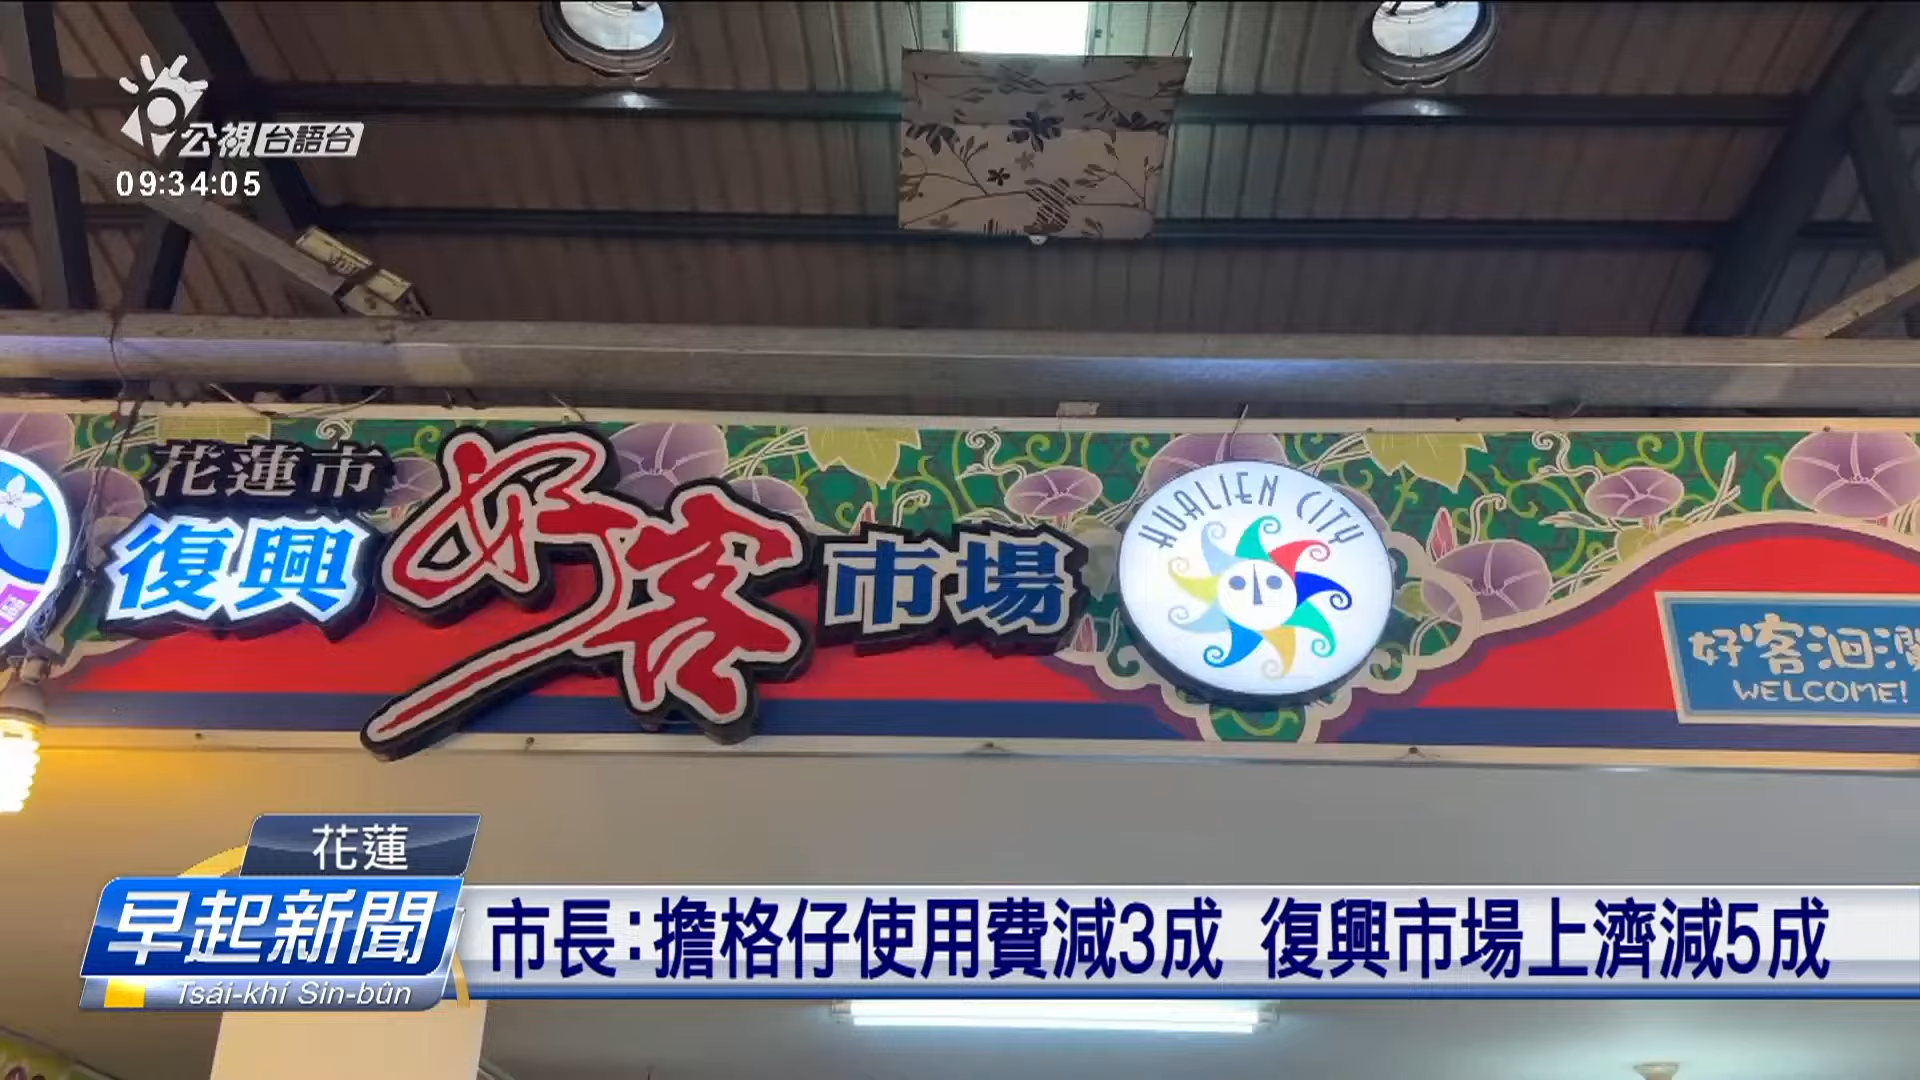 公視台語台
09:34:05
花蓮市
復興好客市場
HUALIEN CITY
好客洄瀾
WELCOME!
花蓮
早起新聞
Tsái-khí Sin-bûn
市長:擔格仔使用費減3成 復興市場上濟減5成